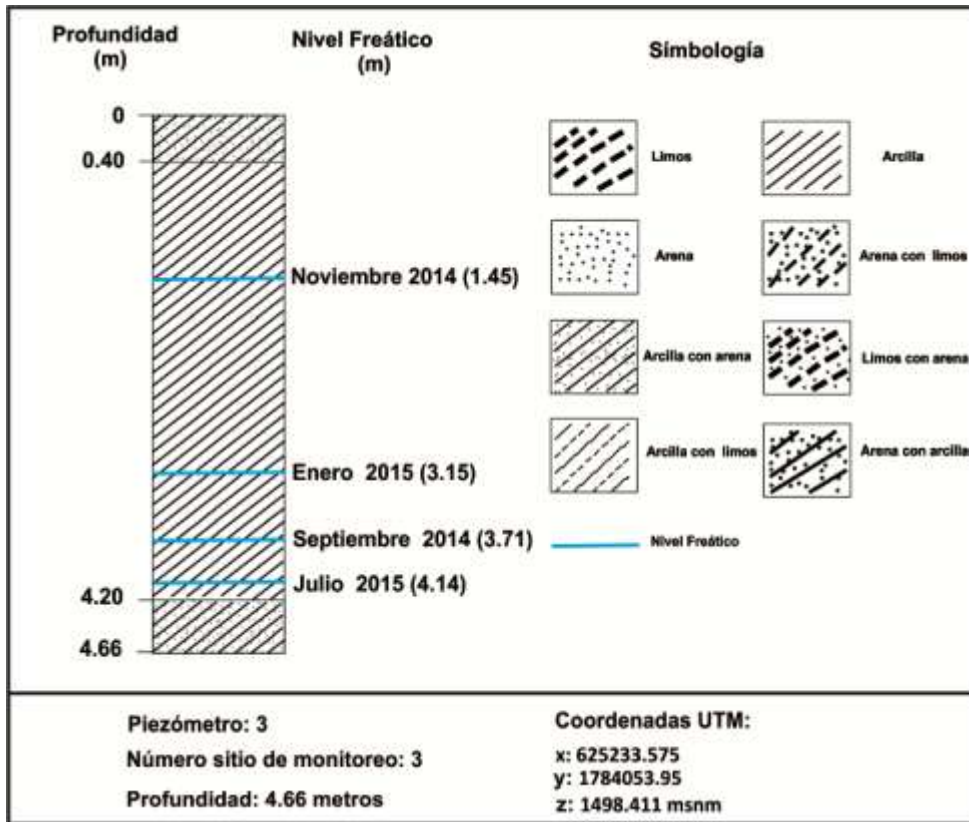 Profundidad
(m)
Nivel Freático
(m)
Símbología
0
0.40
4.20
4.66
Noviembre 2014 (1.45)
Enero 2015 (3.15)
Septiembre 2014 (3.71)
Julio 2015 (4.14)
Limos
Arcilla
Arena
Arena con limos
Arcilla con arena
Limos con arena
Arcilla con limos
Arena con arcilla
Nivel Freático
Piezómetro: 3
Número sitio de monitoreo: 3
Profundidad: 4.66 metros
Coordenadas UTM:
x: 625233.575
y: 1784053.95
z: 1498.411 msnm